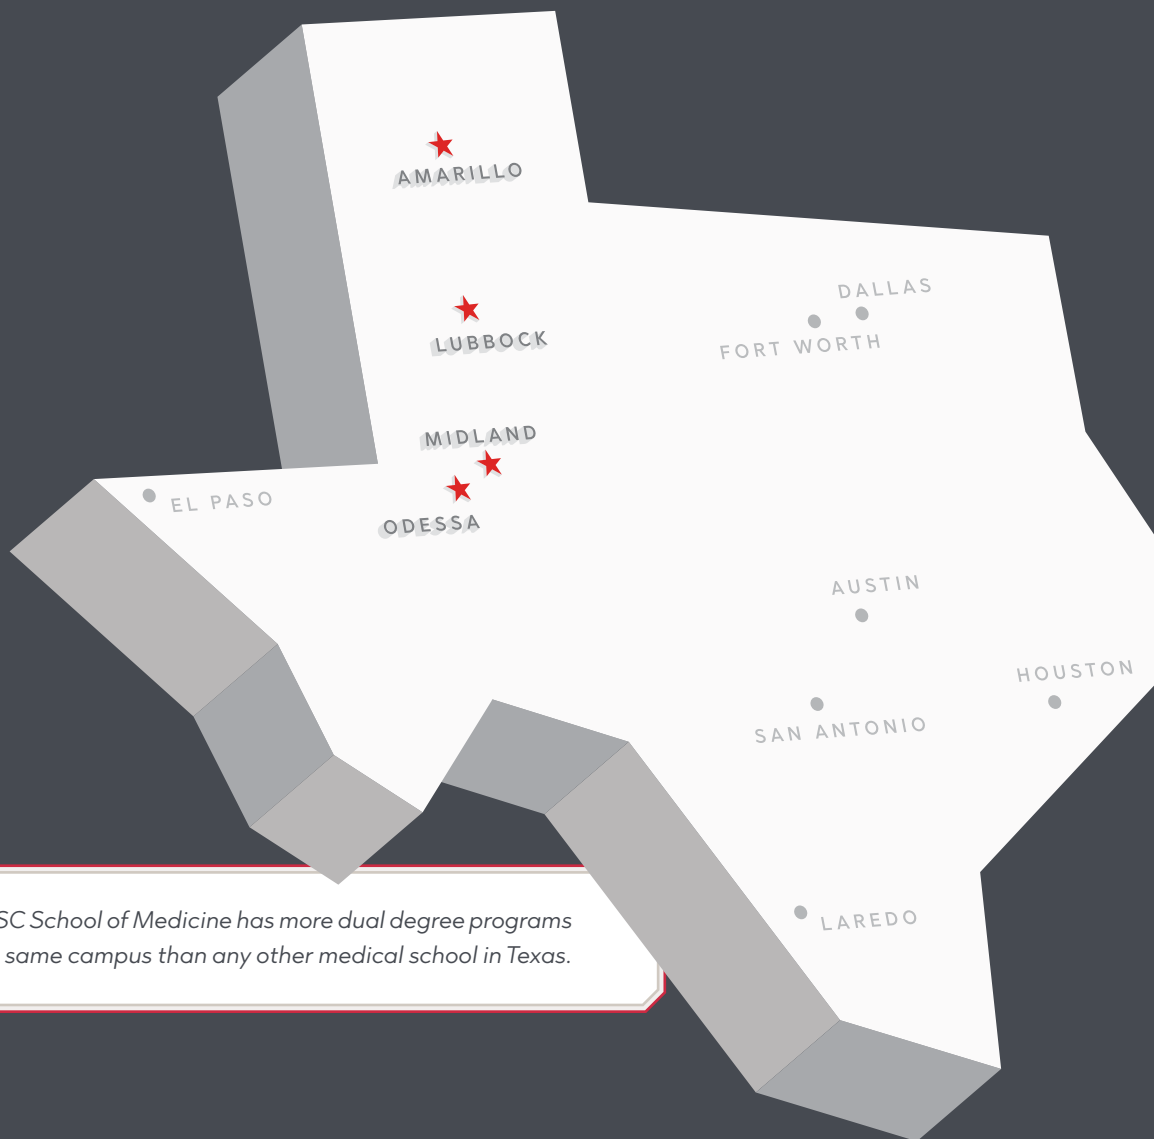 AMARILLO
DALLAS
LUBBOCK
FORT WORTH
MIDLAND
EL PASO
ODESSA
AUSTIN
HOUSTON
SAN ANTONIO
LAREDO
SC School of Medicine has more dual degree programs
same campus than any other medical school in Texas.